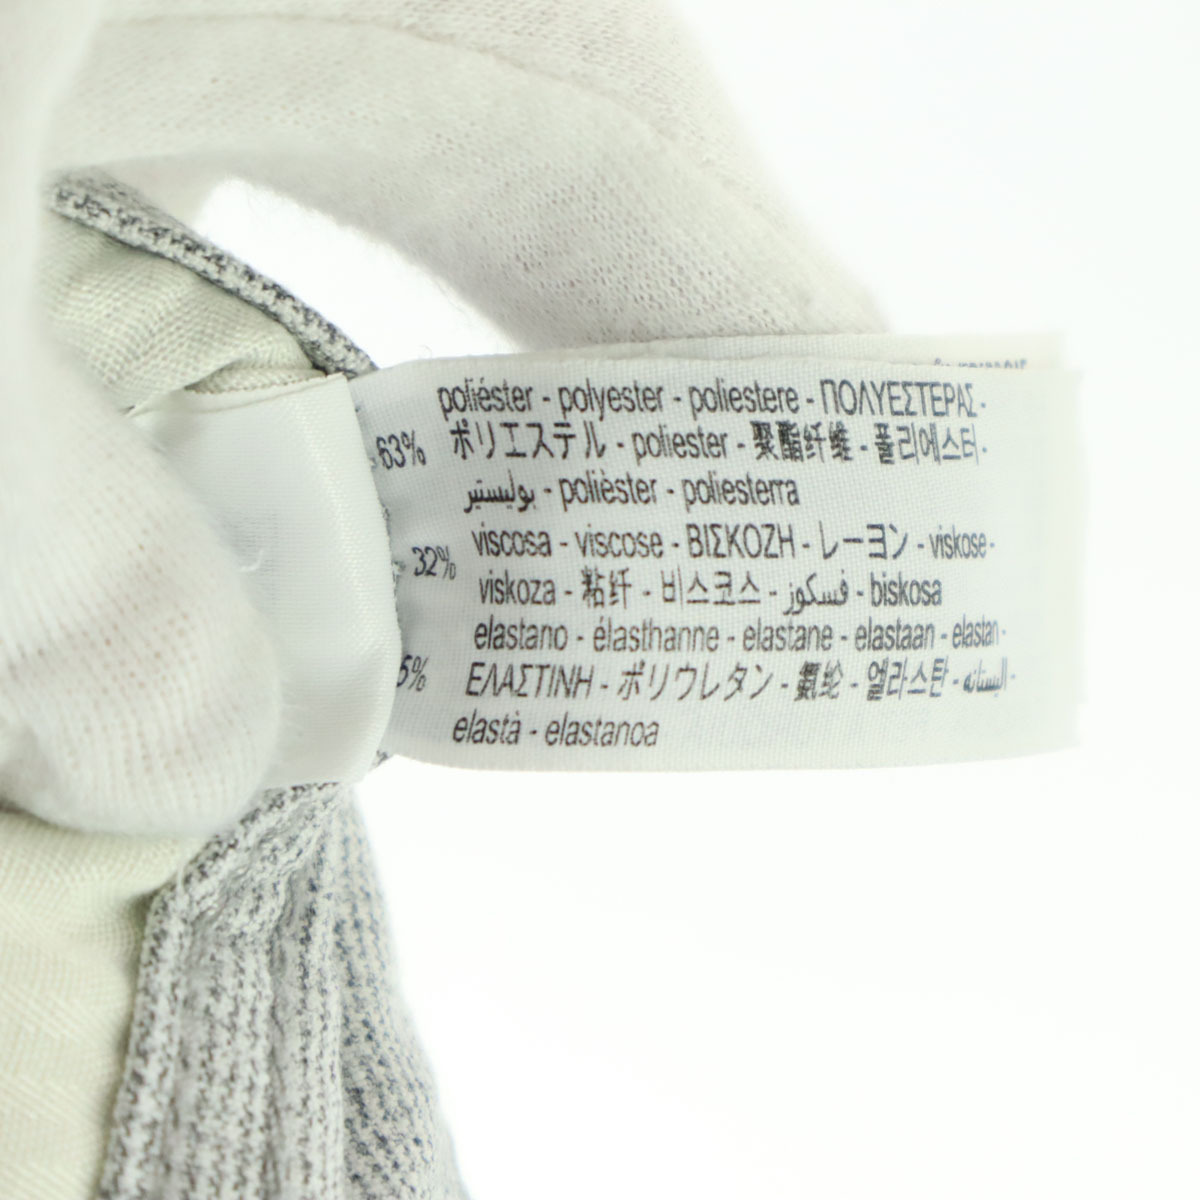 poliéster - polyester - poliestere - ΠΟΛΥΕΣΤΕΡΑΣ -
63% ポリエステル - poliester - 聚酯纤维 - 폴리에스터 -
بوليستير - polièster - poliesterra
viscosa - viscose - ΒΙΣΚΟΖΗ - レーヨン - viskose -
32% viskoza - 粘纤 - 비스코스 - فسكوز - biskosa
elastano - élasthanne - elastane - elastaan - elastan -
5% ΕΛΑΣΤΙΝΗ - ポリウレタン - 氨纶 - 엘라스탄 - اليستانه -
elastà - elastanoa